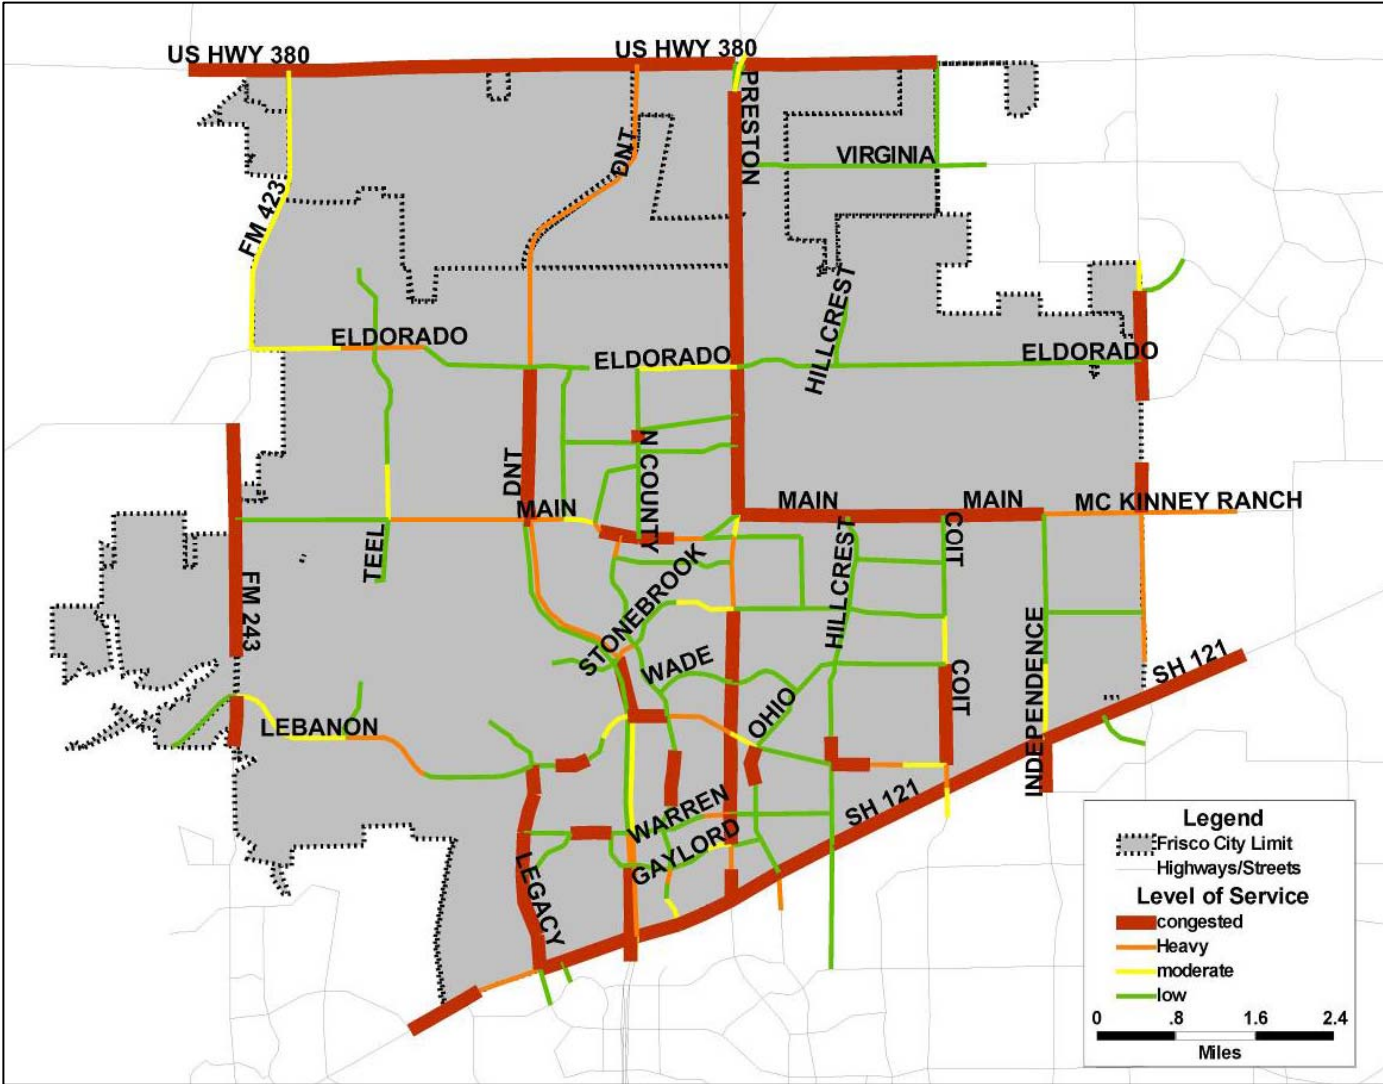 US HWY 380
US HWY 380
PRESTON
DNT
VIRGINIA
FM 423
HILLCREST
ELDORADO
ELDORADO
ELDORADO
N COUNTY
DNT
MAIN
MAIN
MAIN
MC KINNEY RANCH
TEEL
FM 243
STONEBROOK
HILLCREST
COIT
WADE
INDEPENDENCE
SH 121
COIT
OHIO
LEBANON
WARREN
SH 121
GAYLORD
LEGACY
Legend
Frisco City Limit
Highways/Streets
Level of Service
congested
Heavy
moderate
low
0 .8 1.6 2.4
Miles